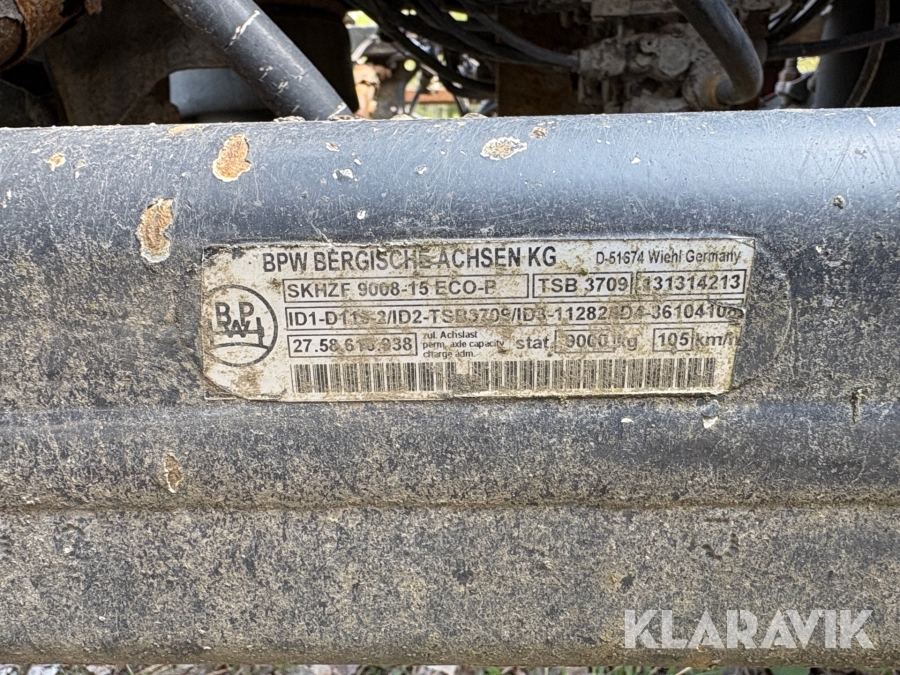 BPW BERGISCHE ACHSEN KG D-51674 Wiehl Germany
SKHZF 9008-15 ECO-P TSB 3709 131314213
BPW
27.58.613.938 zul. Achslast
perm. axle capacity stat. 9000 kg 105 km/h
charge adm.
KLARAVIK